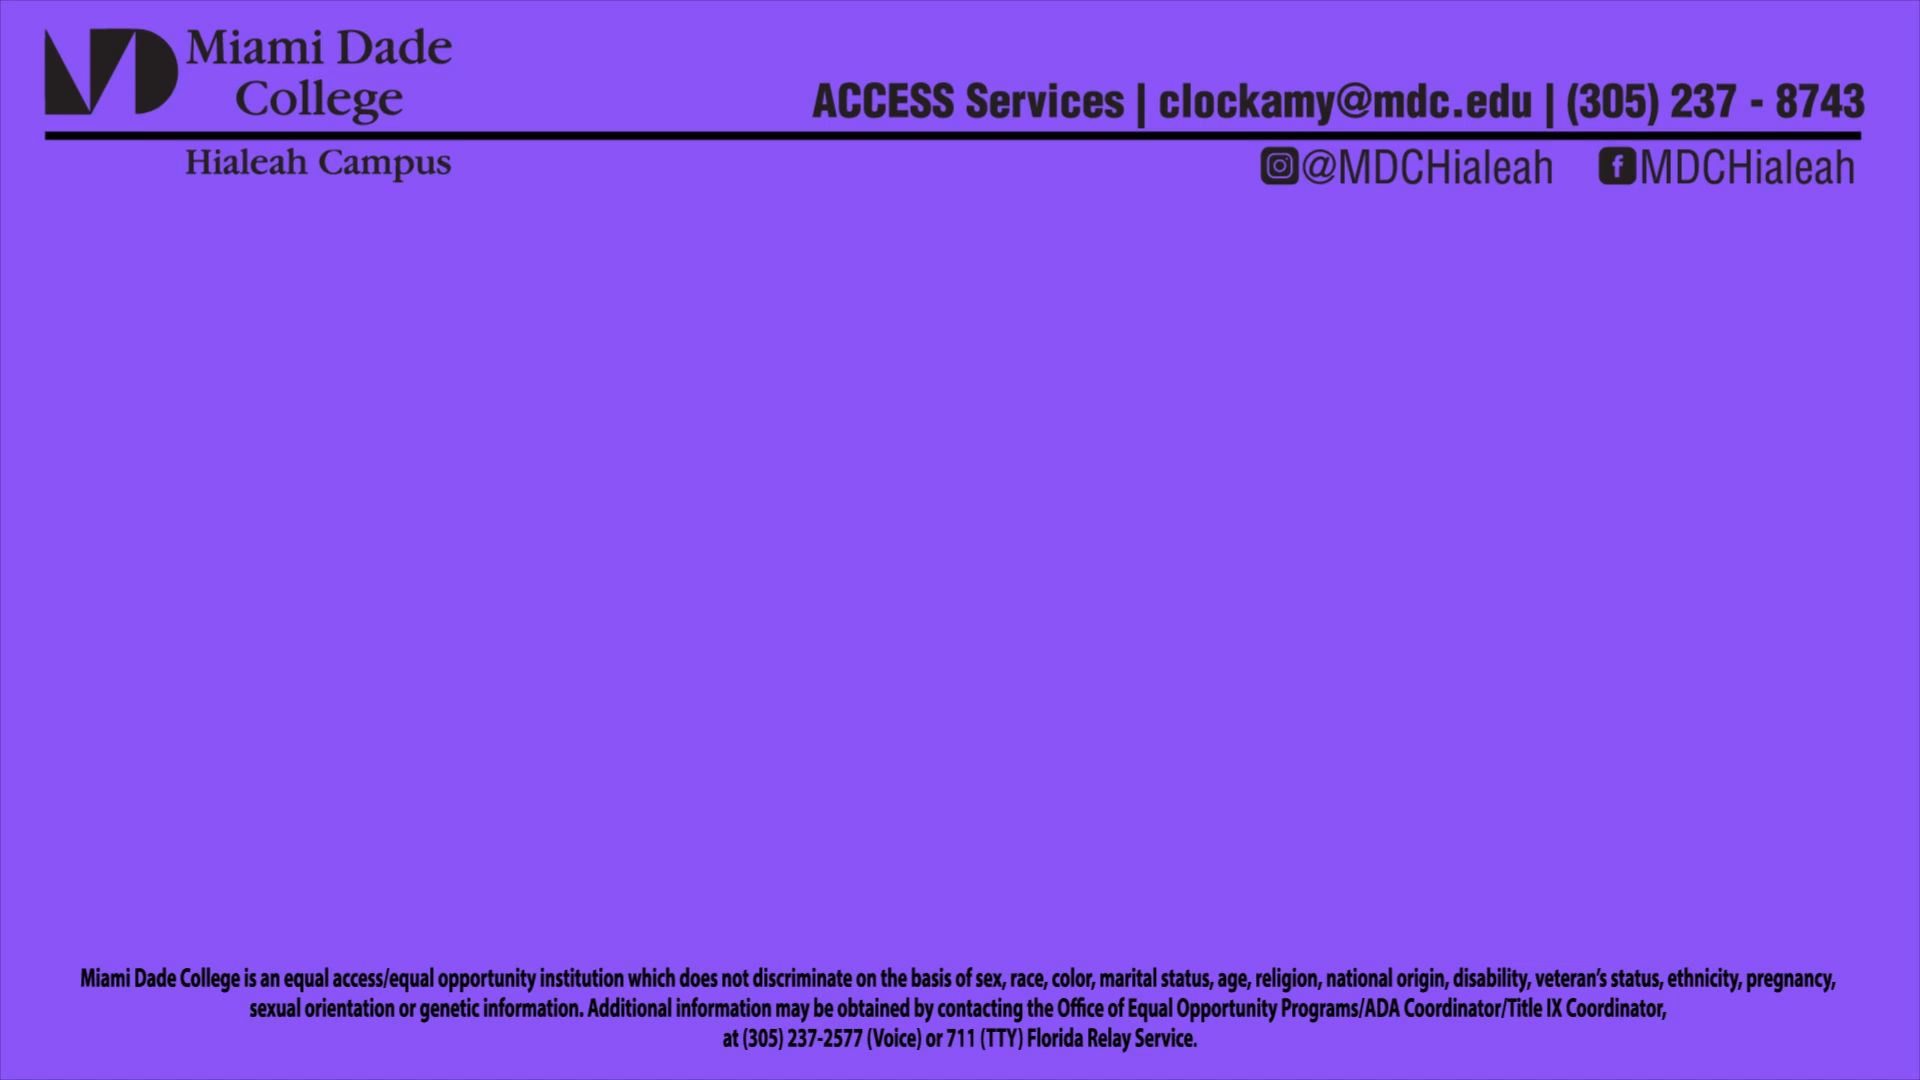 Miami Dade
College
Hialeah Campus
ACCESS Services | clockamy@mdc.edu | (305) 237 - 8743
@MDCHialeah MDCHialeah
Miami Dade College is an equal access/equal opportunity institution which does not discriminate on the basis of sex, race, color, marital status, age, religion, national origin, disability, veteran’s status, ethnicity, pregnancy,
sexual orientation or genetic information. Additional information may be obtained by contacting the Office of Equal Opportunity Programs/ADA Coordinator/Title IX Coordinator,
at (305) 237-2577 (Voice) or 711 (TTY) Florida Relay Service.